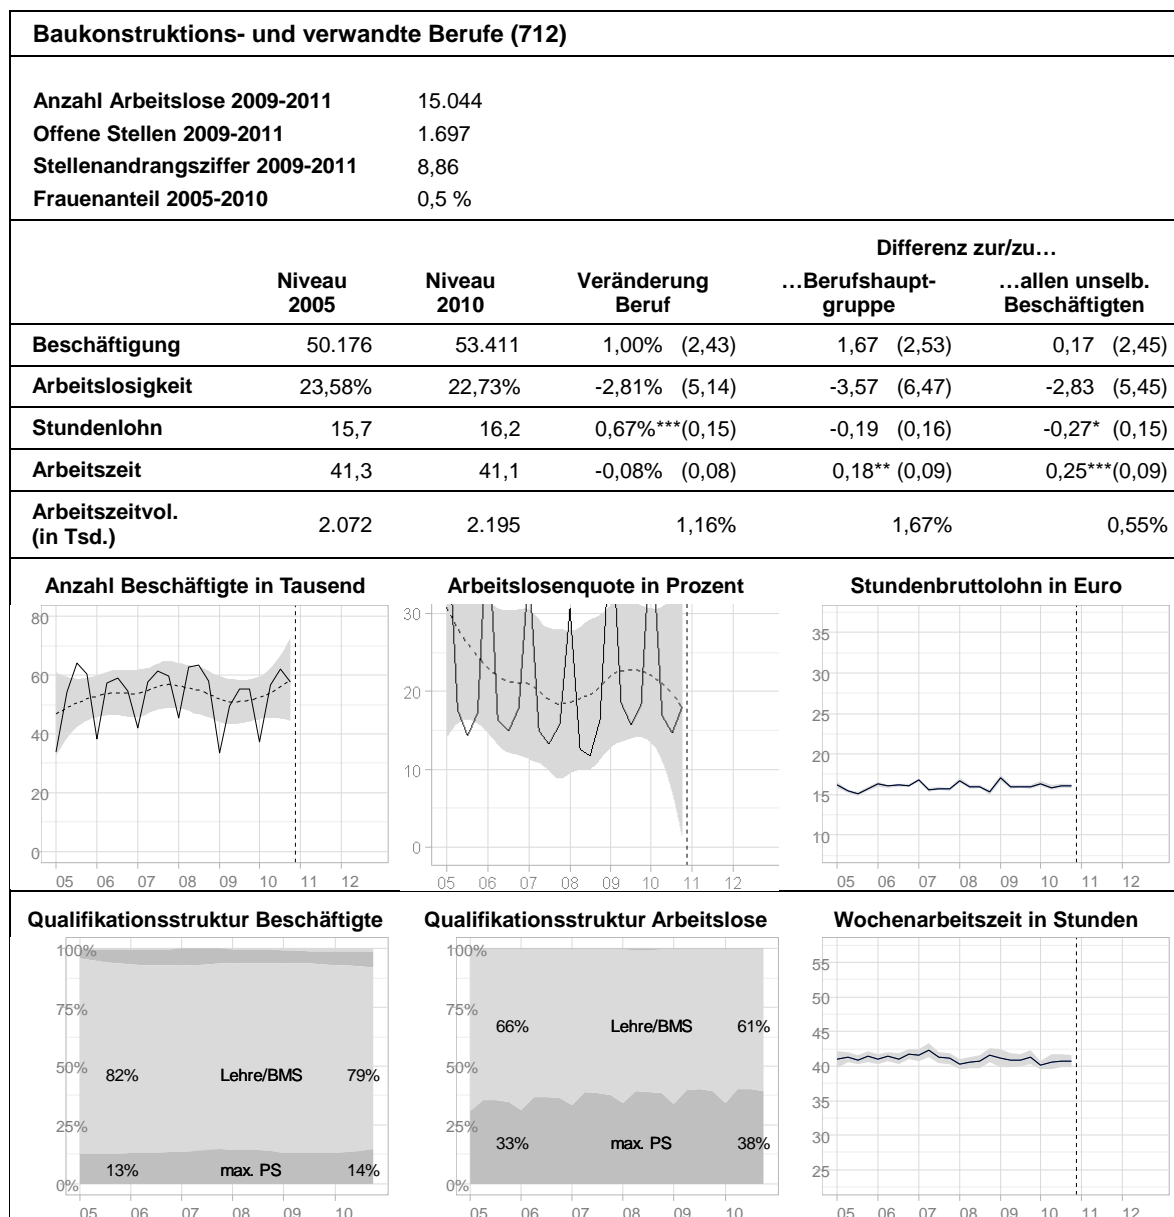 Baukonstruktions- und verwandte Berufe (712)
Anzahl Arbeitslose 2009-2011 15.044
Offene Stellen 2009-2011 1.697
Stellenandrangsziffer 2009-2011 8,86
Frauenanteil 2005-2010 0,5 %
Differenz zur/zu…
Niveau 2005 Niveau 2010 Veränderung Beruf …Berufshaupt-gruppe …allen unselb. Beschäftigten
Beschäftigung 50.176 53.411 1,00% (2,43) 1,67 (2,53) 0,17 (2,45)
Arbeitslosigkeit 23,58% 22,73% -2,81% (5,14) -3,57 (6,47) -2,83 (5,45)
Stundenlohn 15,7 16,2 0,67%***(0,15) -0,19 (0,16) -0,27* (0,15)
Arbeitszeit 41,3 41,1 -0,08% (0,08) 0,18** (0,09) 0,25***(0,09)
Arbeitszeitvol. (in Tsd.) 2.072 2.195 1,16% 1,67% 0,55%
Anzahl Beschäftigte in Tausend
80
60
40
20
0
05 06 07 08 09 10 11 12
Arbeitslosenquote in Prozent
30
20
10
0
05 06 07 08 09 10 11 12
Stundenbruttolohn in Euro
35
30
25
20
15
10
05 06 07 08 09 10 11 12
Qualifikationsstruktur Beschäftigte
100%
75%
50%
82% Lehre/BMS 79%
25%
13% max. PS 14%
0%
05 06 07 08 09 10
Qualifikationsstruktur Arbeitslose
100%
75%
66% Lehre/BMS 61%
50%
25%
33% max. PS 38%
0%
05 06 07 08 09 10
Wochenarbeitszeit in Stunden
55
50
45
40
35
30
25
05 06 07 08 09 10 11 12